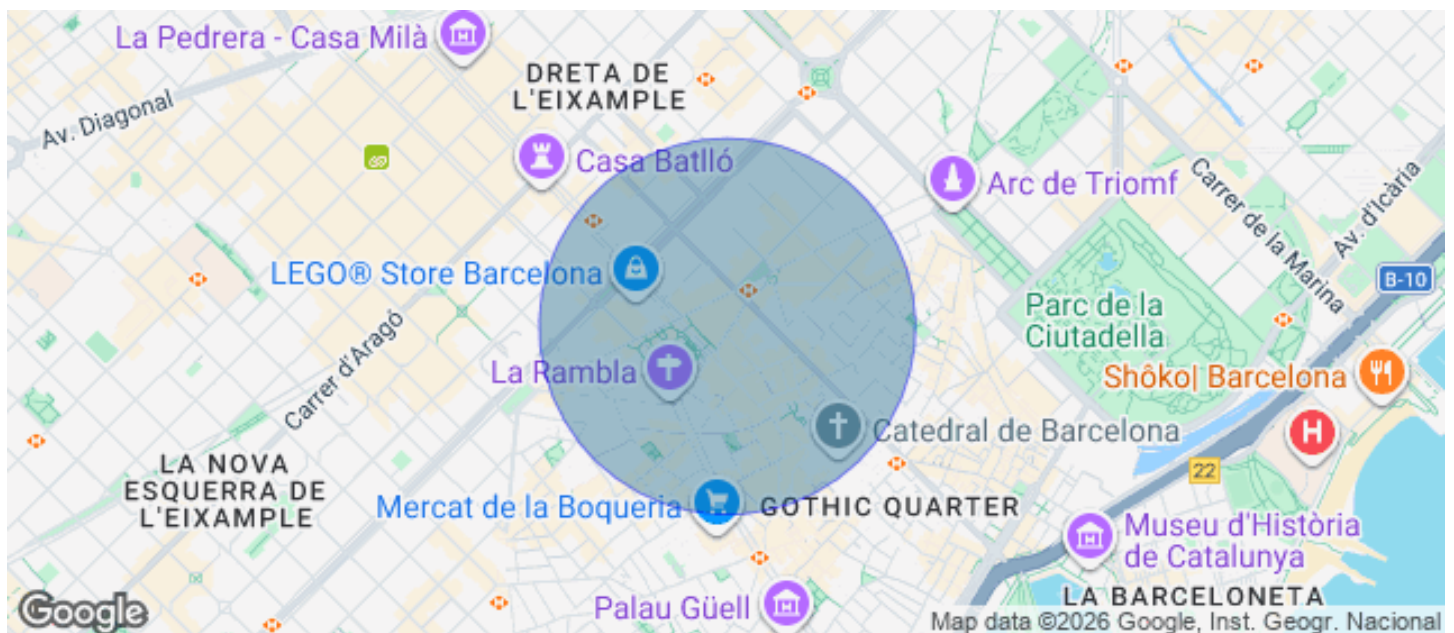 La Pedrera - Casa Milà
DRETA DE
L'EIXAMPLE
Av. Diagonal
Casa Batlló
Arc de Triomf
Carrer de la Marina
Av. d'Icària
LEGO® Store Barcelona
B-10
Parc de la
Ciutadella
Carrer d'Aragó
La Rambla
Shôko| Barcelona
H
Catedral de Barcelona
LA NOVA
ESQUERRA DE
L'EIXAMPLE
22
Mercat de la Boqueria
GOTHIC QUARTER
Museu d'Història
de Catalunya
Palau Güell
LA BARCELONETA
Google
Map data ©2026 Google, Inst. Geogr. Nacional